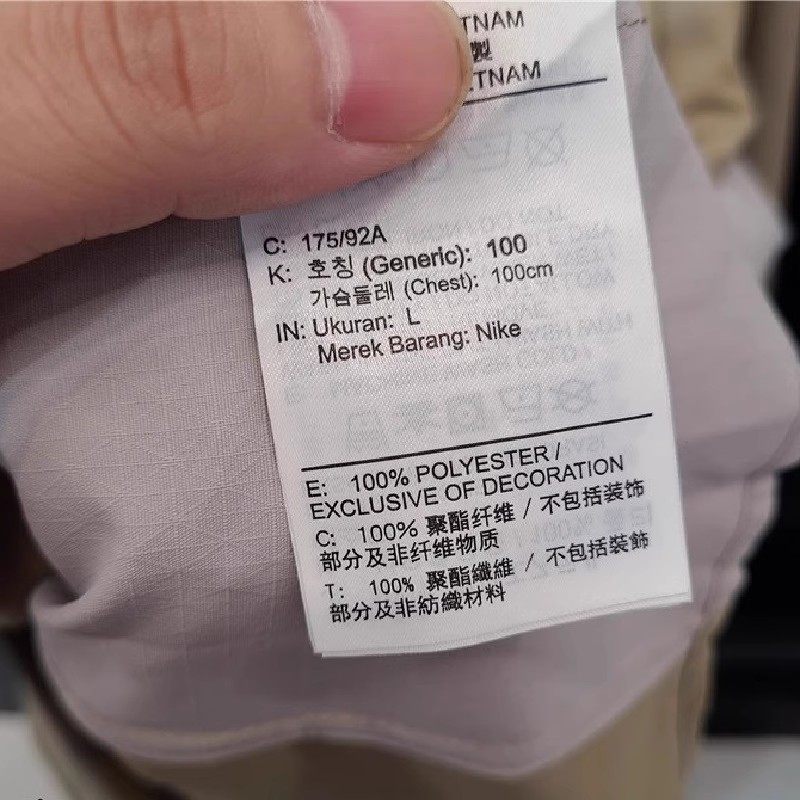 TNAM
製
ETNAM
C: 175/92A
K: 호칭 (Generic): 100
가슴둘레 (Chest): 100cm
IN: Ukuran: L
Merek Barang: Nike
E: 100% POLYESTER /
EXCLUSIVE OF DECORATION
C: 100% 聚酯纤维 / 不包括装饰
部分及非纤维物质
T: 100% 聚酯纖維 / 不包括裝飾
部分及非紡織材料